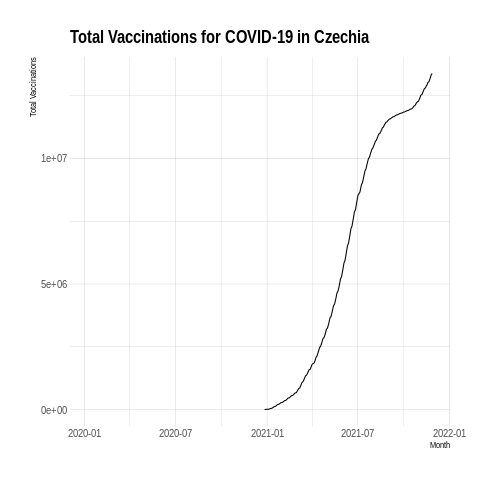 Total Vaccinations for COVID-19 in Czechia
Total Vaccinations
1e+07
5e+06
0e+00
2020-01 2020-07 2021-01 2021-07 2022-01
Month